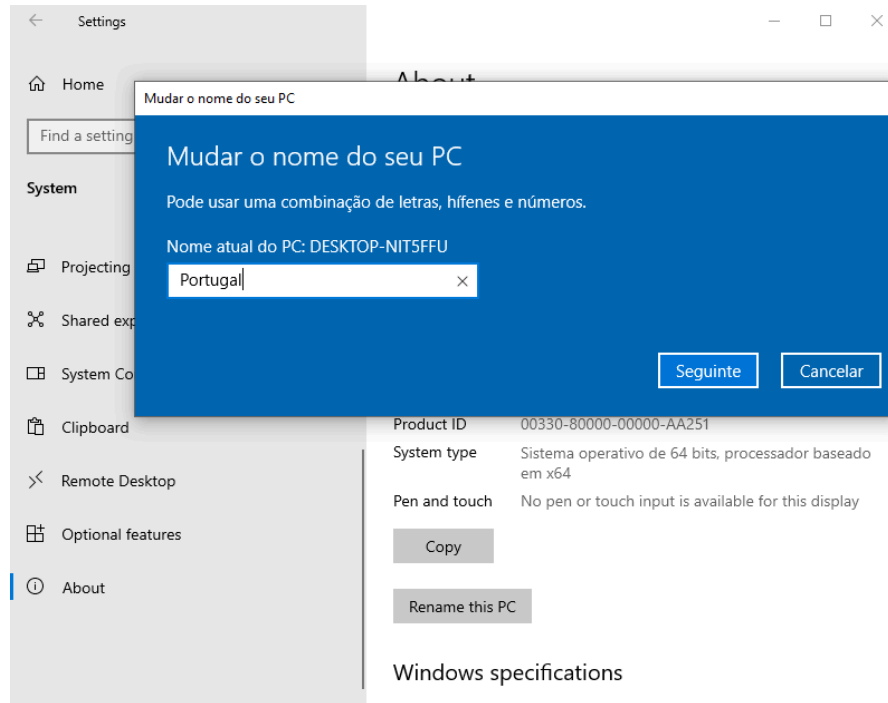 Settings
Home
Find a setting
System
Projecting
Shared exp
System Co
Clipboard
Remote Desktop
Optional features
About
About
Mudar o nome do seu PC
Mudar o nome do seu PC
Pode usar uma combinação de letras, hífenes e números.
Nome atual do PC: DESKTOP-NIT5FFU
Portugal
Seguinte
Cancelar
Product ID 00330-80000-00000-AA251
System type Sistema operativo de 64 bits, processador baseado
em x64
Pen and touch No pen or touch input is available for this display
Copy
Rename this PC
Windows specifications